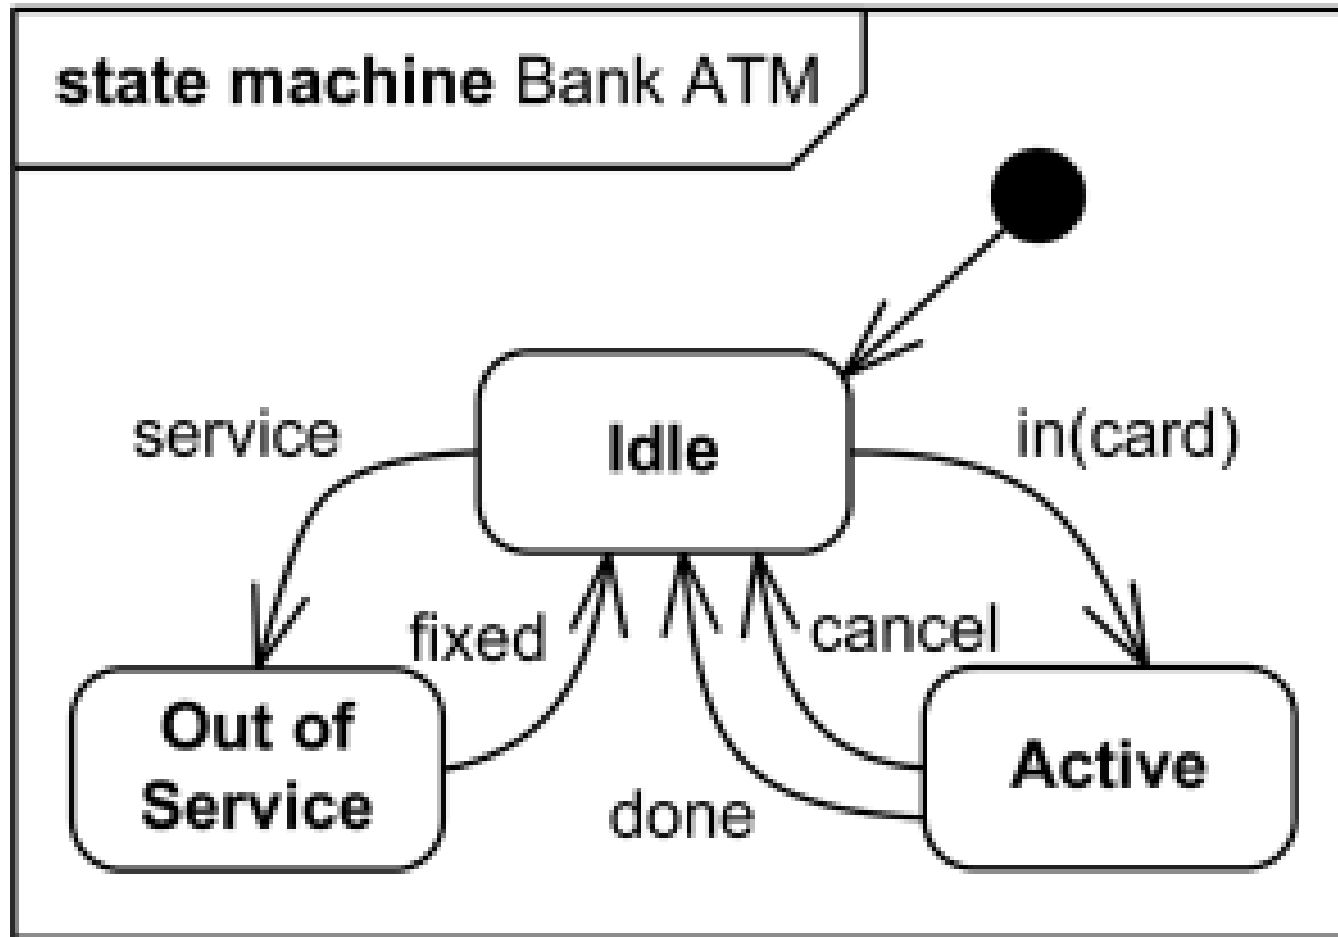 state machine Bank ATM
service
Idle
in(card)
fixed
cancel
Out of
Service
Active
done